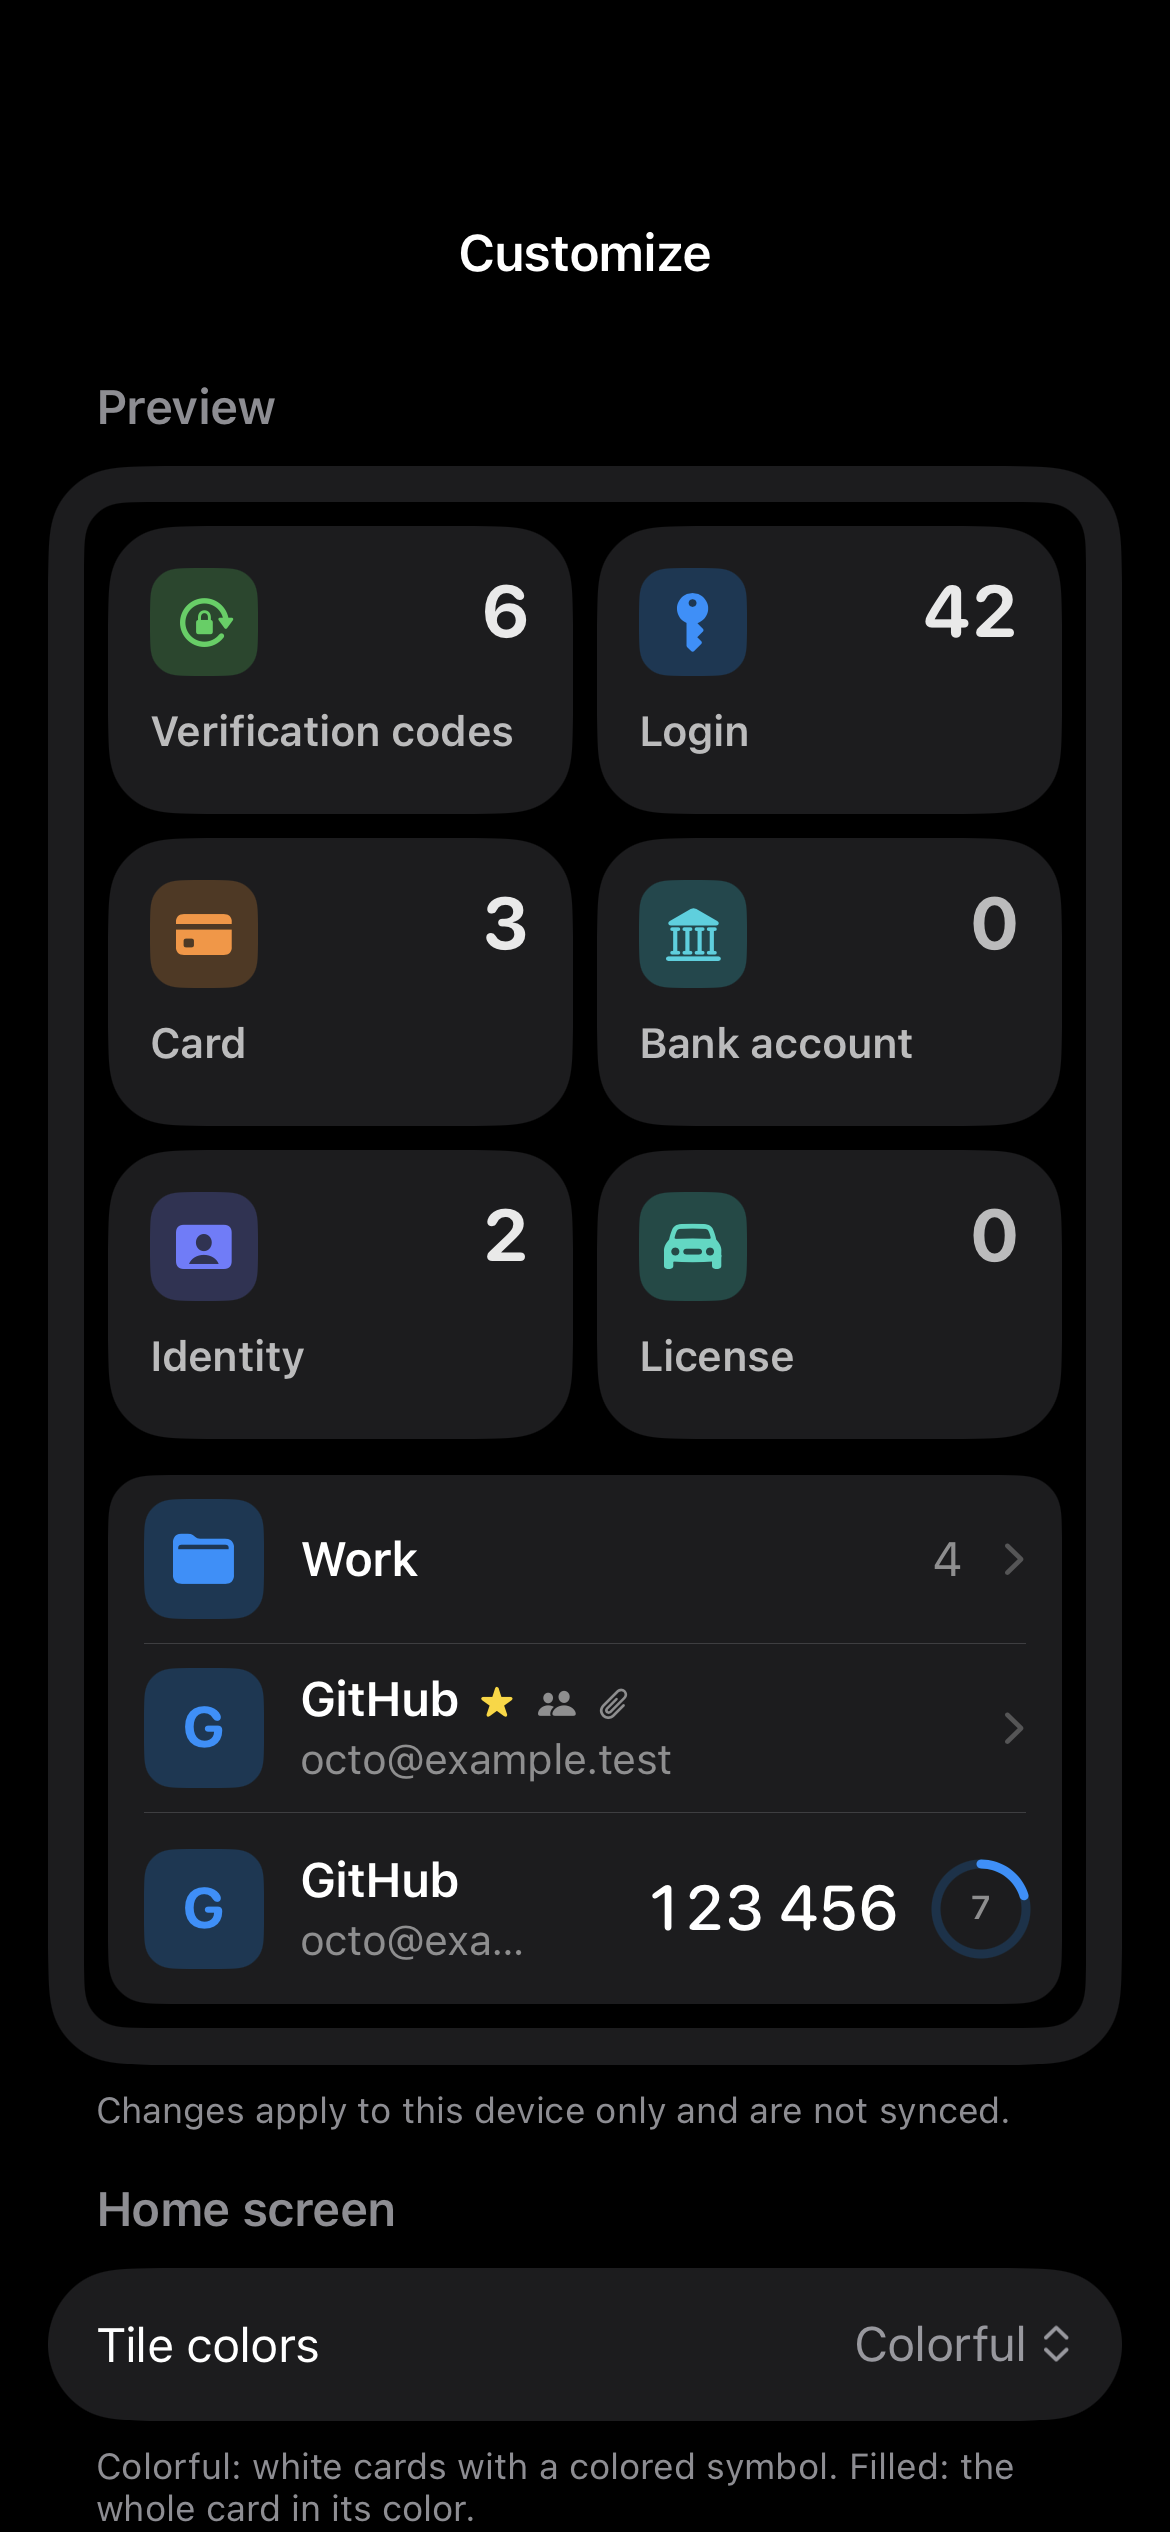 Customize
Preview
6
42
Verification codes
Login
3
0
Card
Bank account
2
0
Identity
License
Work
4
GitHub
octo@example.test
G
G
GitHub
octo@exa...
123 456
7
Changes apply to this device only and are not synced.
Home screen
Tile colors
Colorful
Colorful: white cards with a colored symbol. Filled: the
whole card in its color.